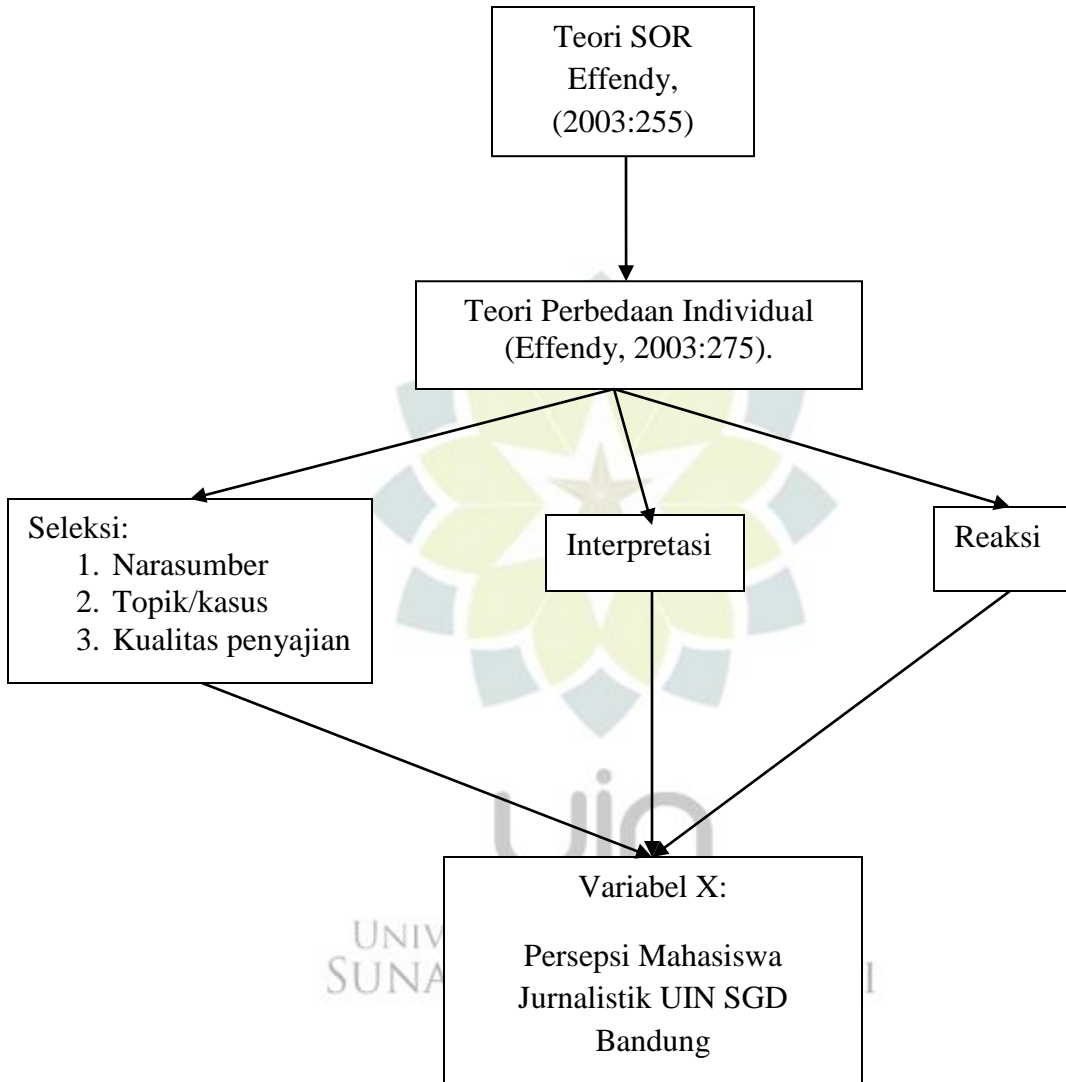 Teori SOR
Effendy,
(2003:255)
Teori Perbedaan Individual
(Effendy, 2003:275).
Seleksi:
1. Narasumber
2. Topik/kasus
3. Kualitas penyajian
Interpretasi
Reaksi
uin
Variabel X:
Persepsi Mahasiswa
Jurnalistik UIN SGD
Bandung